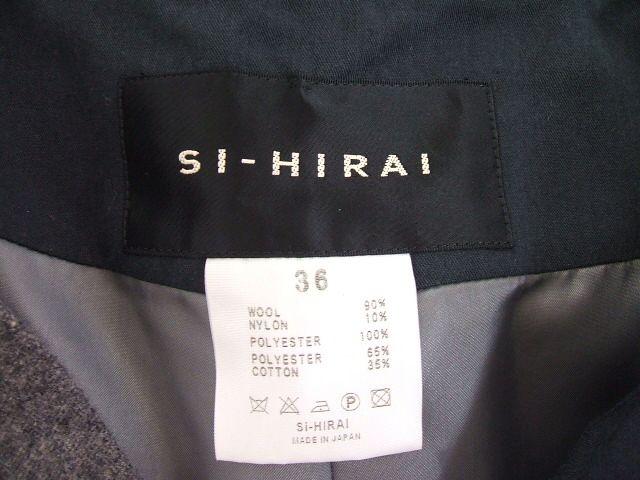 SI-HIRAI
36
WOOL 90%
NYLON 10%
POLYESTER 100%
POLYESTER 65%
COTTON 35%
P
Si-HIRAI
MADE IN JAPAN